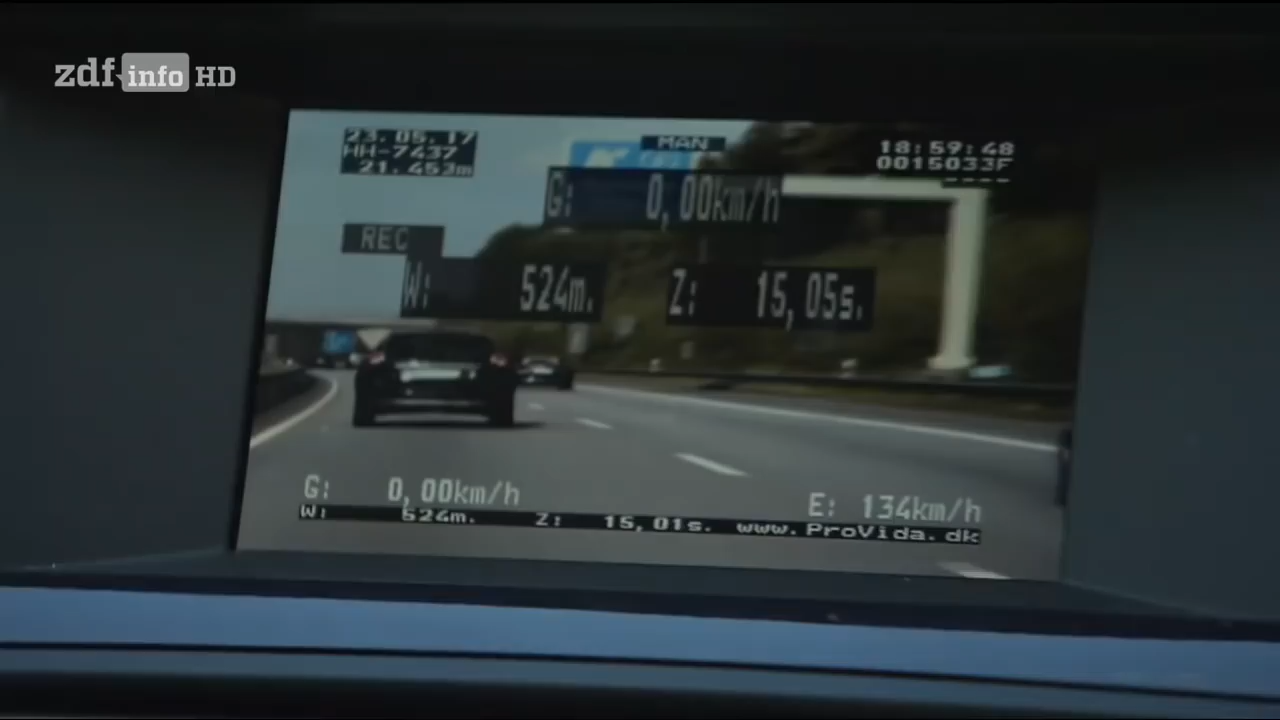 zdf info HD
23.05.17
HH-7437
21.453m
MAN
18:59:48
0015033F
----
G: 0,00km/h
REC
W: 524m.
Z: 15,05s.
G: 0,00km/h
E: 134km/h
W: 524m. Z: 15,01s. www.ProVida.dk